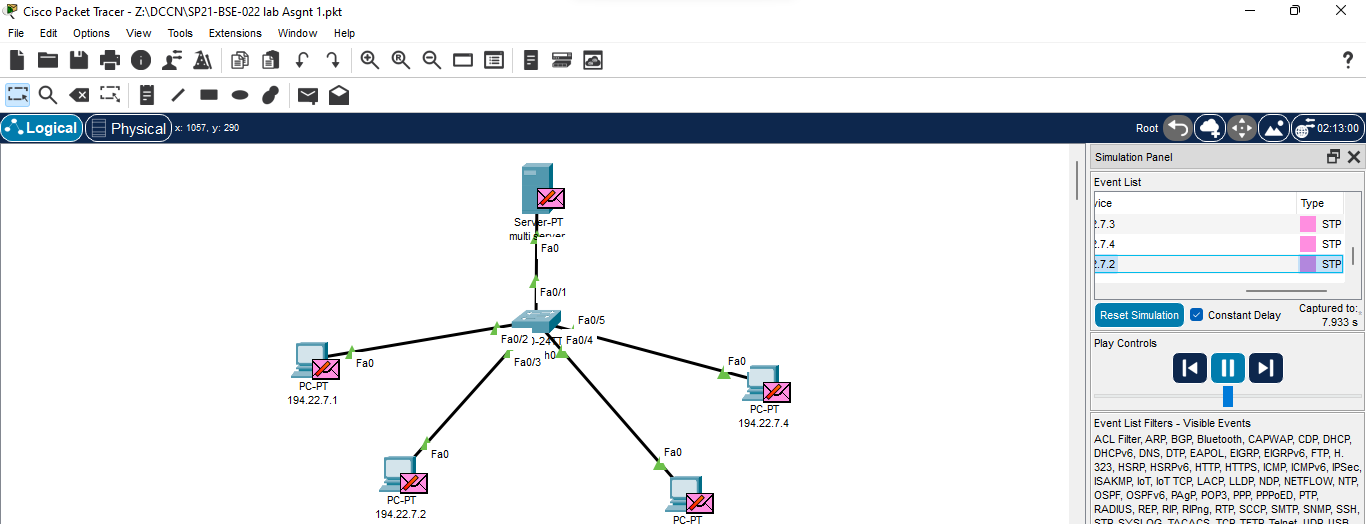 Cisco Packet Tracer - Z:\DCCN\SP21-BSE-022 lab Asgnt 1.pkt
File Edit Options View Tools Extensions Window Help
Logical Physical x: 1057, y: 290 Root 02:13:00
Simulation Panel
Event List
vice Type
2.7.3 STP
2.7.4 STP
2.7.2 STP
Reset Simulation Constant Delay Captured to:
7.933 s
Play Controls
Event List Filters - Visible Events
ACL Filter, ARP, BGP, Bluetooth, CAPWAP, CDP, DHCP,
DHCPv6, DNS, DTP, EAPOL, EIGRP, EIGRPv6, FTP, H.
323, HSRP, HSRPv6, HTTP, HTTPS, ICMP, ICMPv6, IPSec,
ISAKMP, IoT, IoT TCP, LACP, LLDP, NDP, NETFLOW, NTP,
OSPF, OSPFv6, PAgP, POP3, PPP, PPPoED, PTP,
RADIUS, REP, RIP, RIPng, RTP, SCCP, SMTP, SNMP, SSH,
STP, SYSLOG, TACACS, TCP, TFTP, Telnet, UDP, USB
Server-PT
multi server
Fa0
Fa0/1
Fa0/5
Fa0/2 Fa0/4
Fa0/3
Fa0
PC-PT
194.22.7.1
Fa0
PC-PT
194.22.7.4
Fa0
PC-PT
194.22.7.2
Fa0
PC-PT